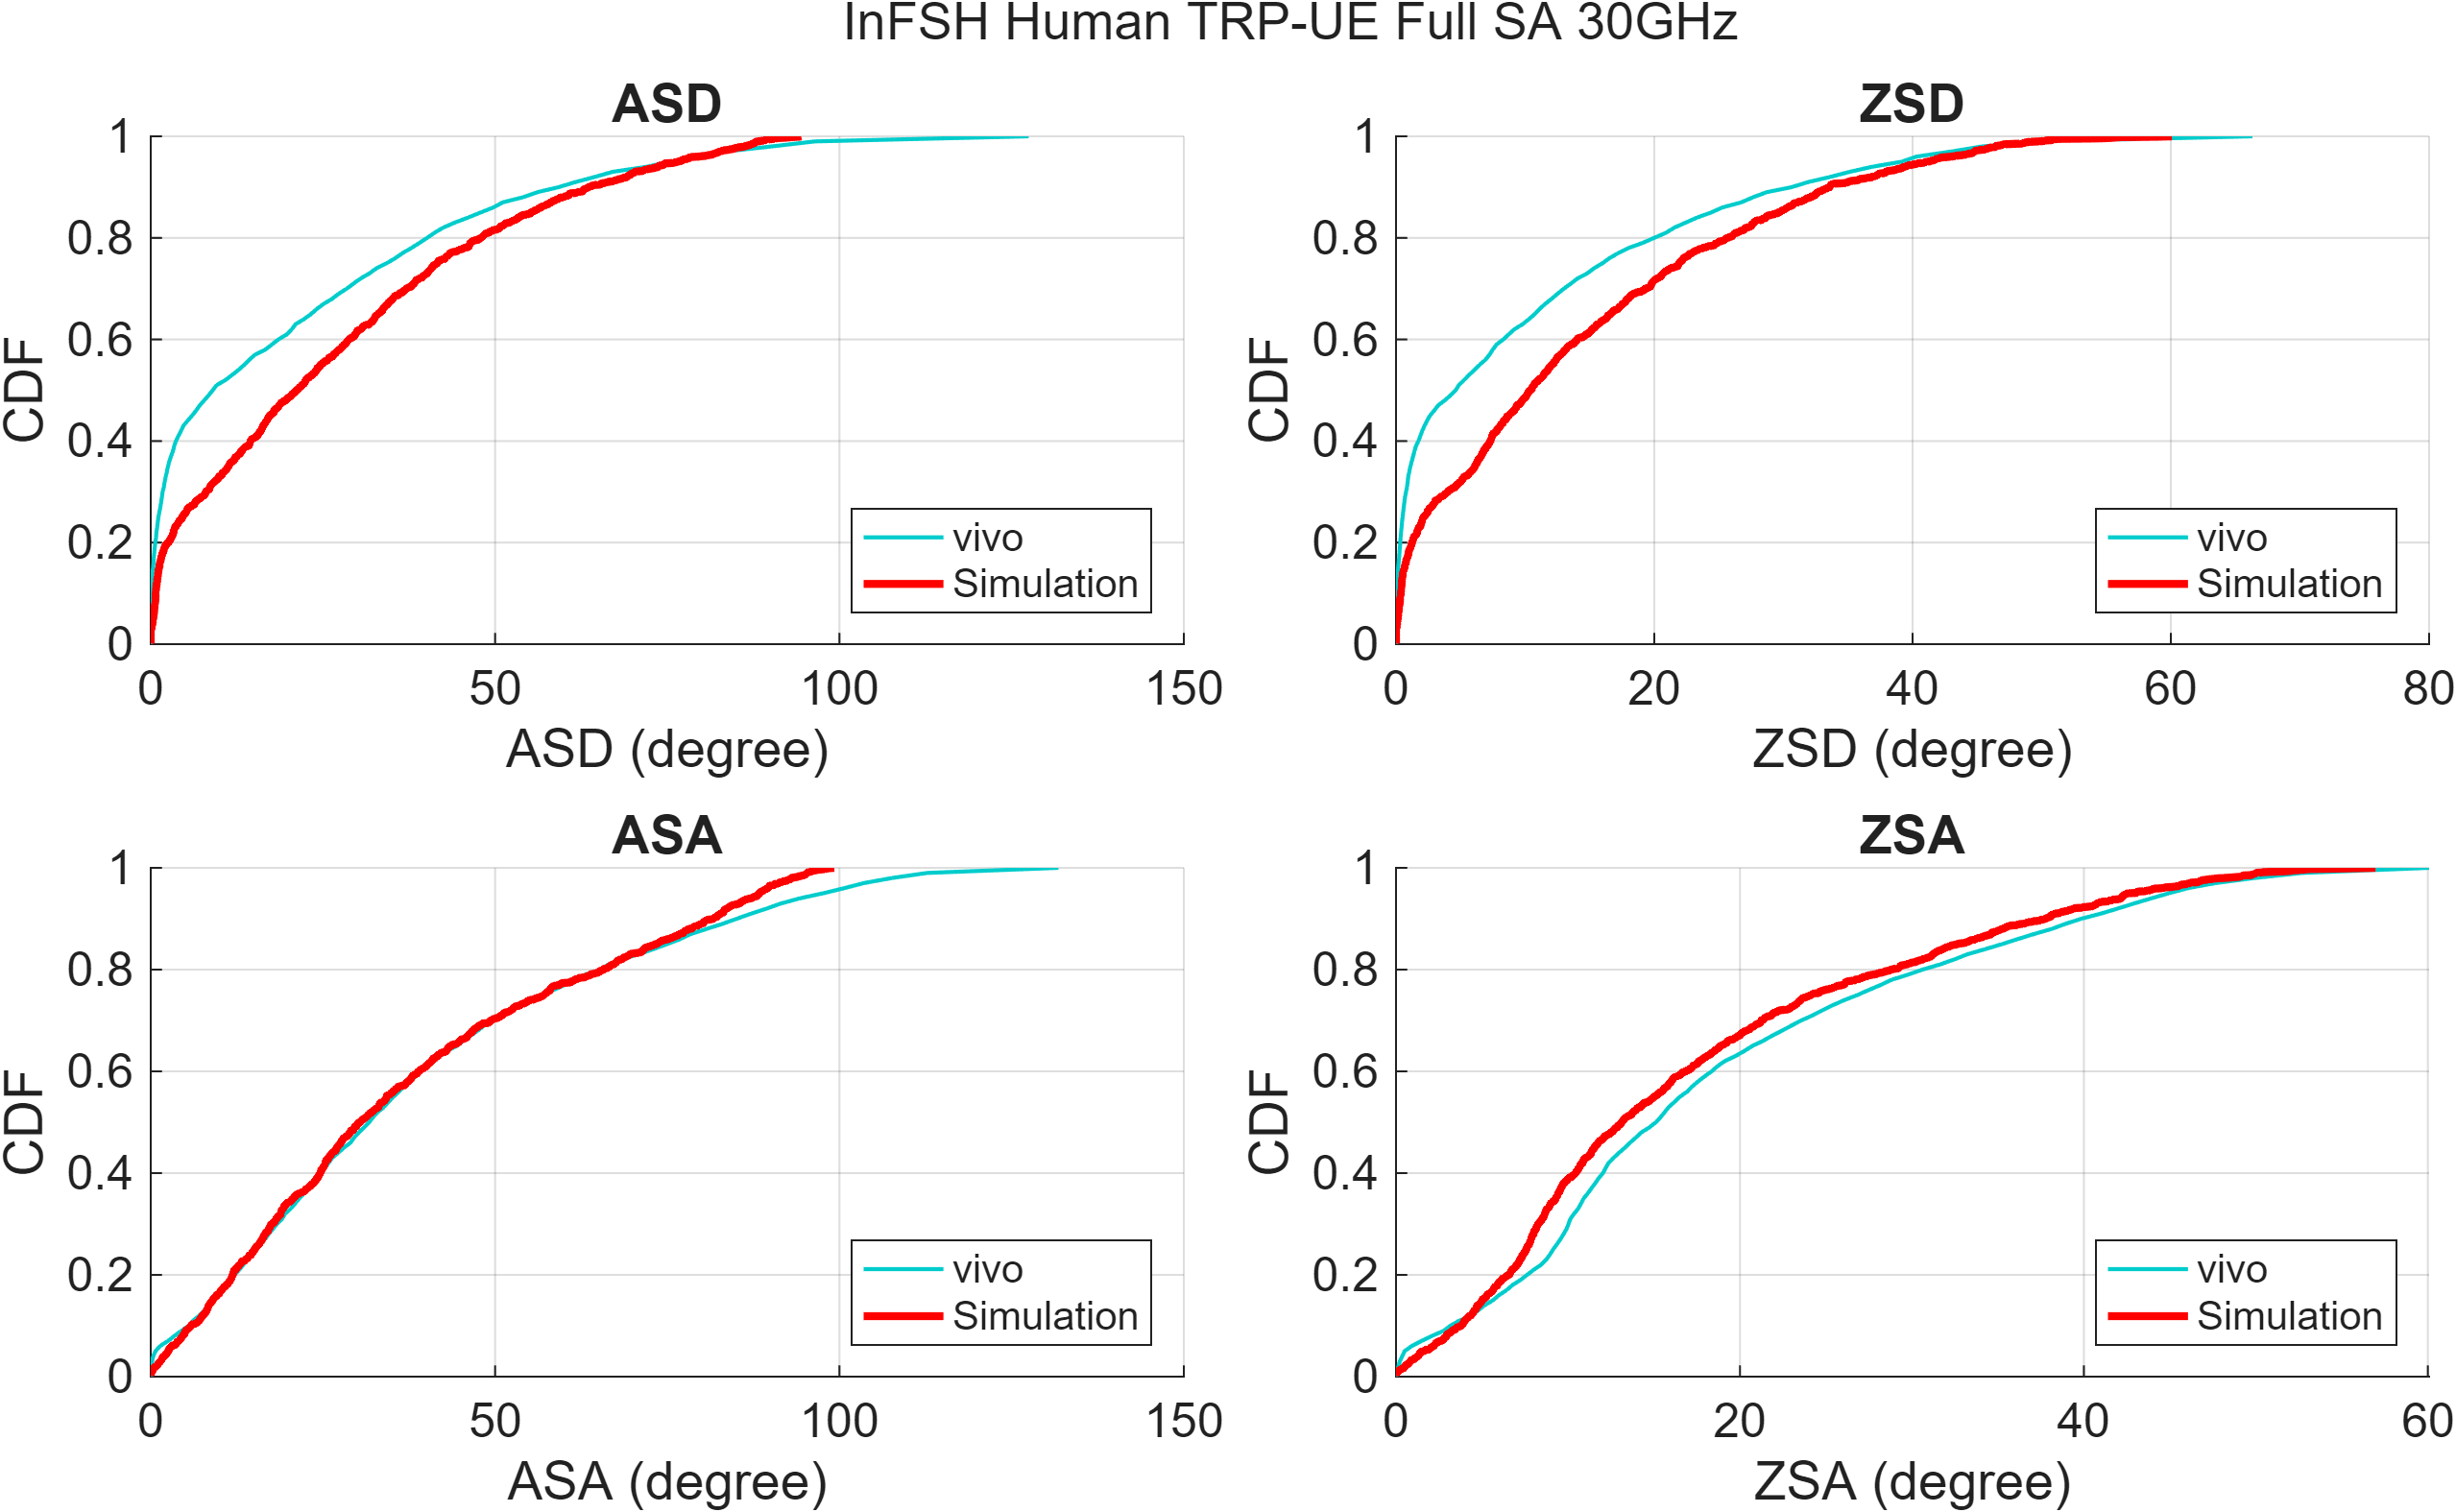 InFSH Human TRP-UE Full SA 30GHz
ASD
1
0.8
0.6
0.4
0.2
0
CDF
vivo
Simulation
0 50 100 150
ASD (degree)
ZSD
1
0.8
0.6
0.4
0.2
0
CDF
vivo
Simulation
0 20 40 60 80
ZSD (degree)
ASA
1
0.8
0.6
0.4
0.2
0
CDF
vivo
Simulation
0 50 100 150
ASA (degree)
ZSA
1
0.8
0.6
0.4
0.2
0
CDF
vivo
Simulation
0 20 40 60
ZSA (degree)